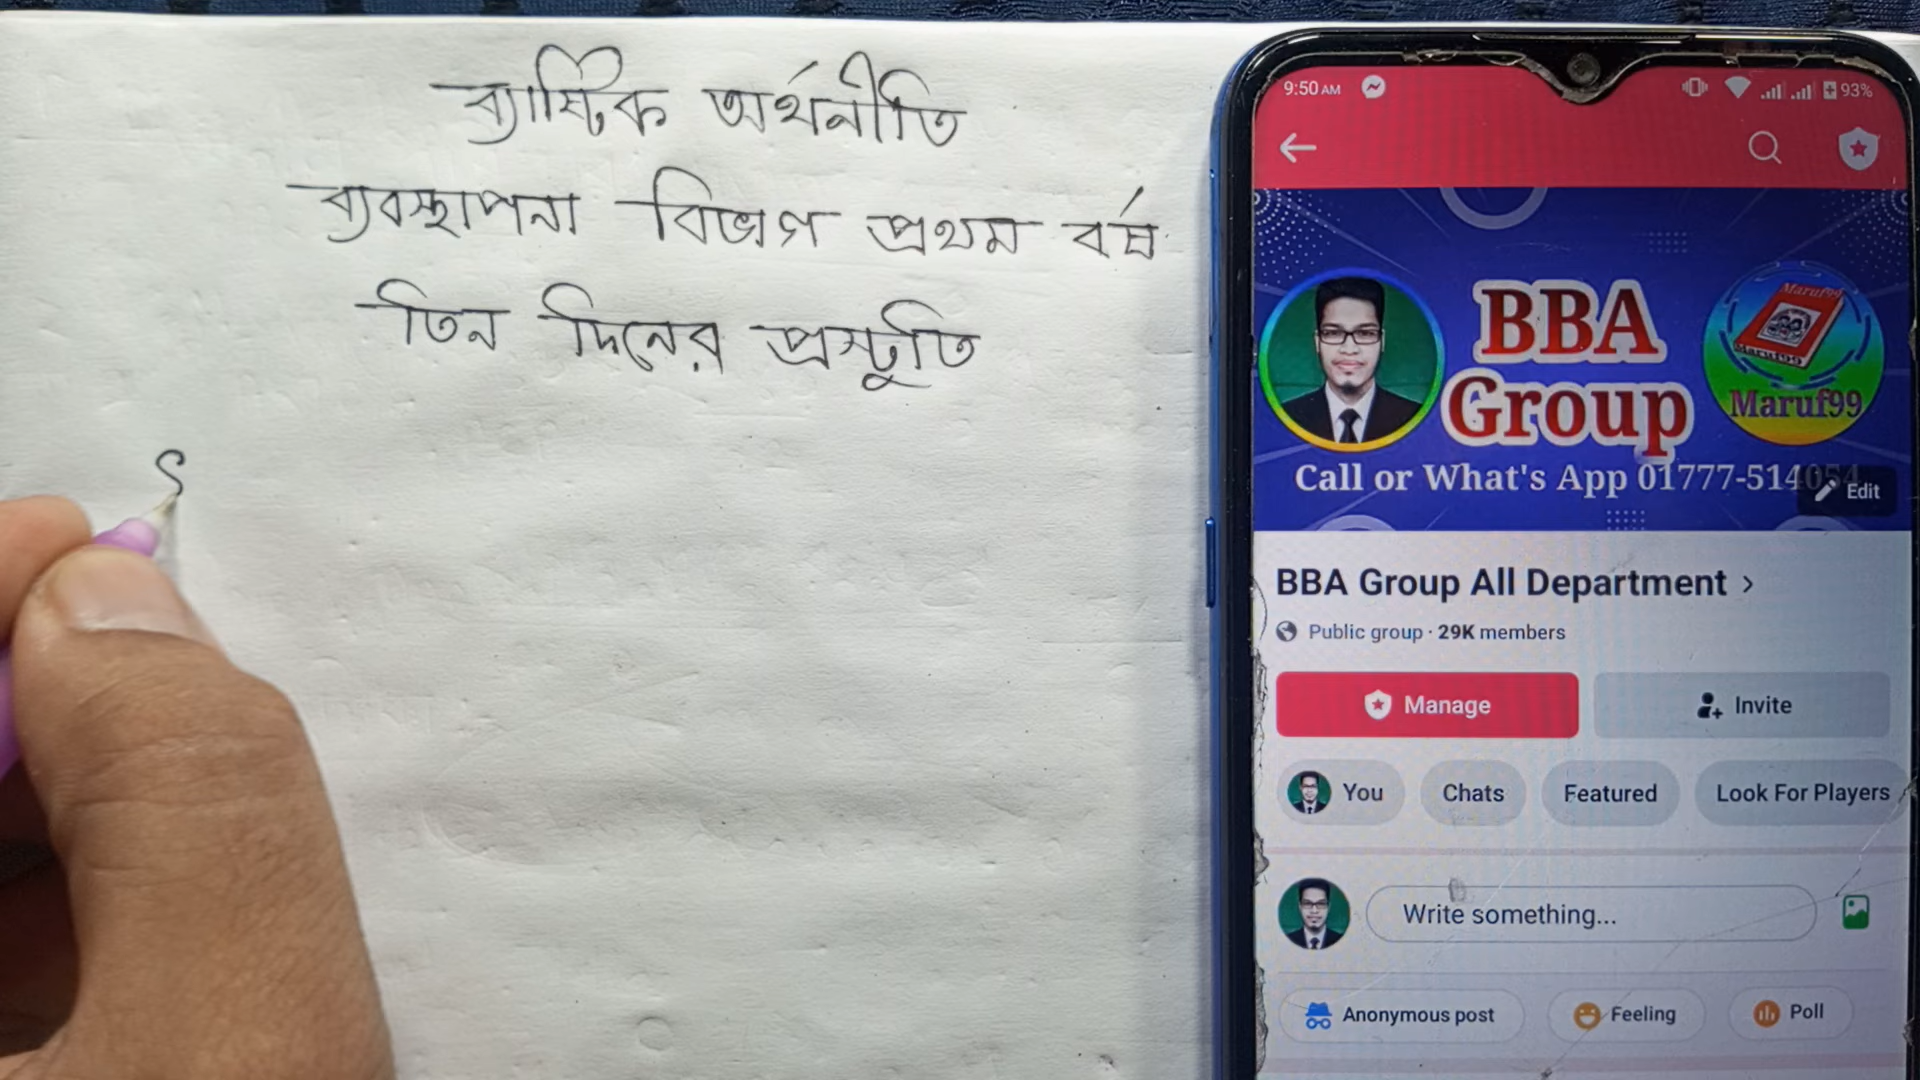 ব্যাষ্টিক অর্থনীতি
ব্যবস্থাপনা বিভাগ প্রথম বর্ষ
তিন দিনের প্রস্তুতি
১
9:50 AM
93%
BBA
Group
Maruf99
Maruf99
Maruf99
Call or What's App 01777-514054
Edit
BBA Group All Department >
Public group · 29K members
Manage
Invite
You
Chats
Featured
Look For Players
Write something...
Anonymous post
Feeling
Poll